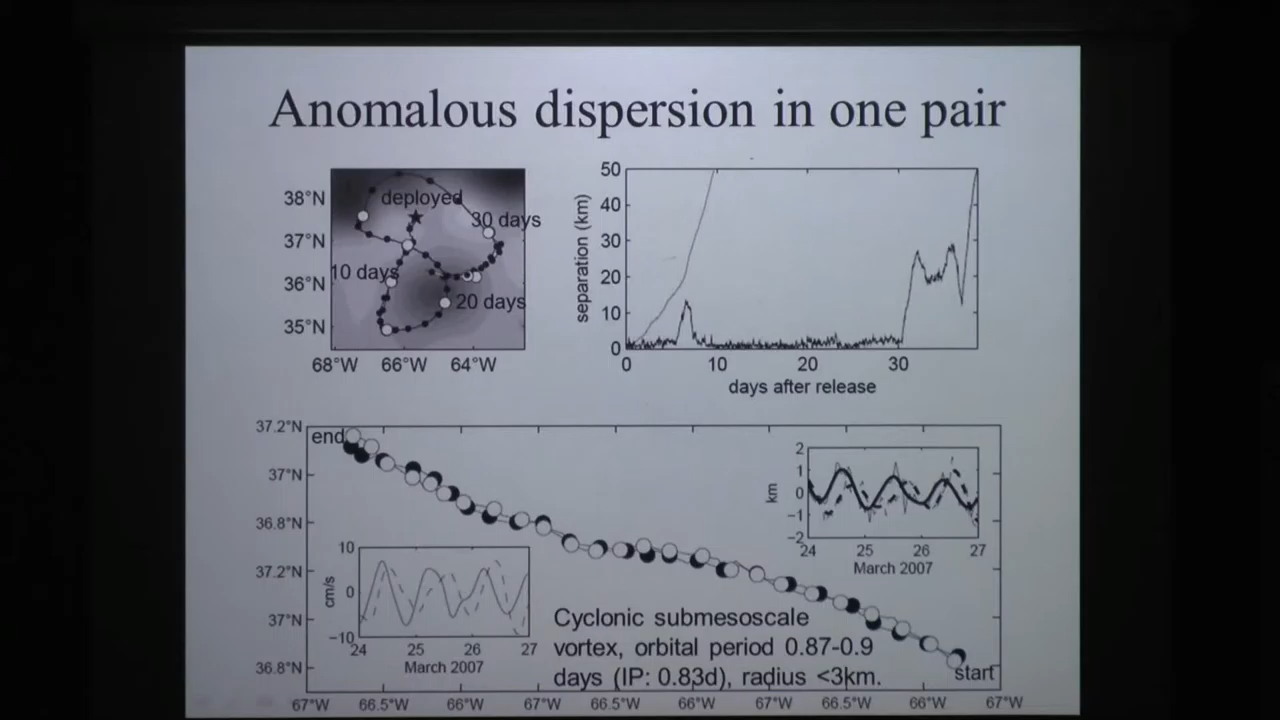 Anomalous dispersion in one pair
38°N
37°N
36°N
35°N
68°W 66°W 64°W
deployed
30 days
10 days
20 days
separation (km)
50
40
30
20
10
0
0 10 20 30
days after release
37.2°N
37°N
36.8°N
37.2°N
37°N
36.8°N
end
km
2
1
0
−1
−2
24 25 26 27
March 2007
cm/s
10
0
−10
24 25 26 27
March 2007
Cyclonic submesoscale
vortex, orbital period 0.87-0.9
days (IP: 0.83d), radius <3km.
start
67°W 66.5°W 66°W 67°W 66.5°W 66°W 67°W 66.5°W 66°W 67°W